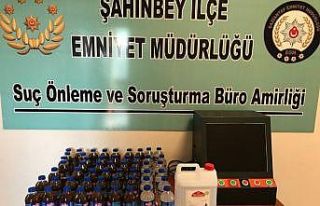 ŞAHİNBEY İLÇE
EMNİYET MÜDÜRLÜĞÜ
Suç Önleme ve Soruşturma Büro Amirliği